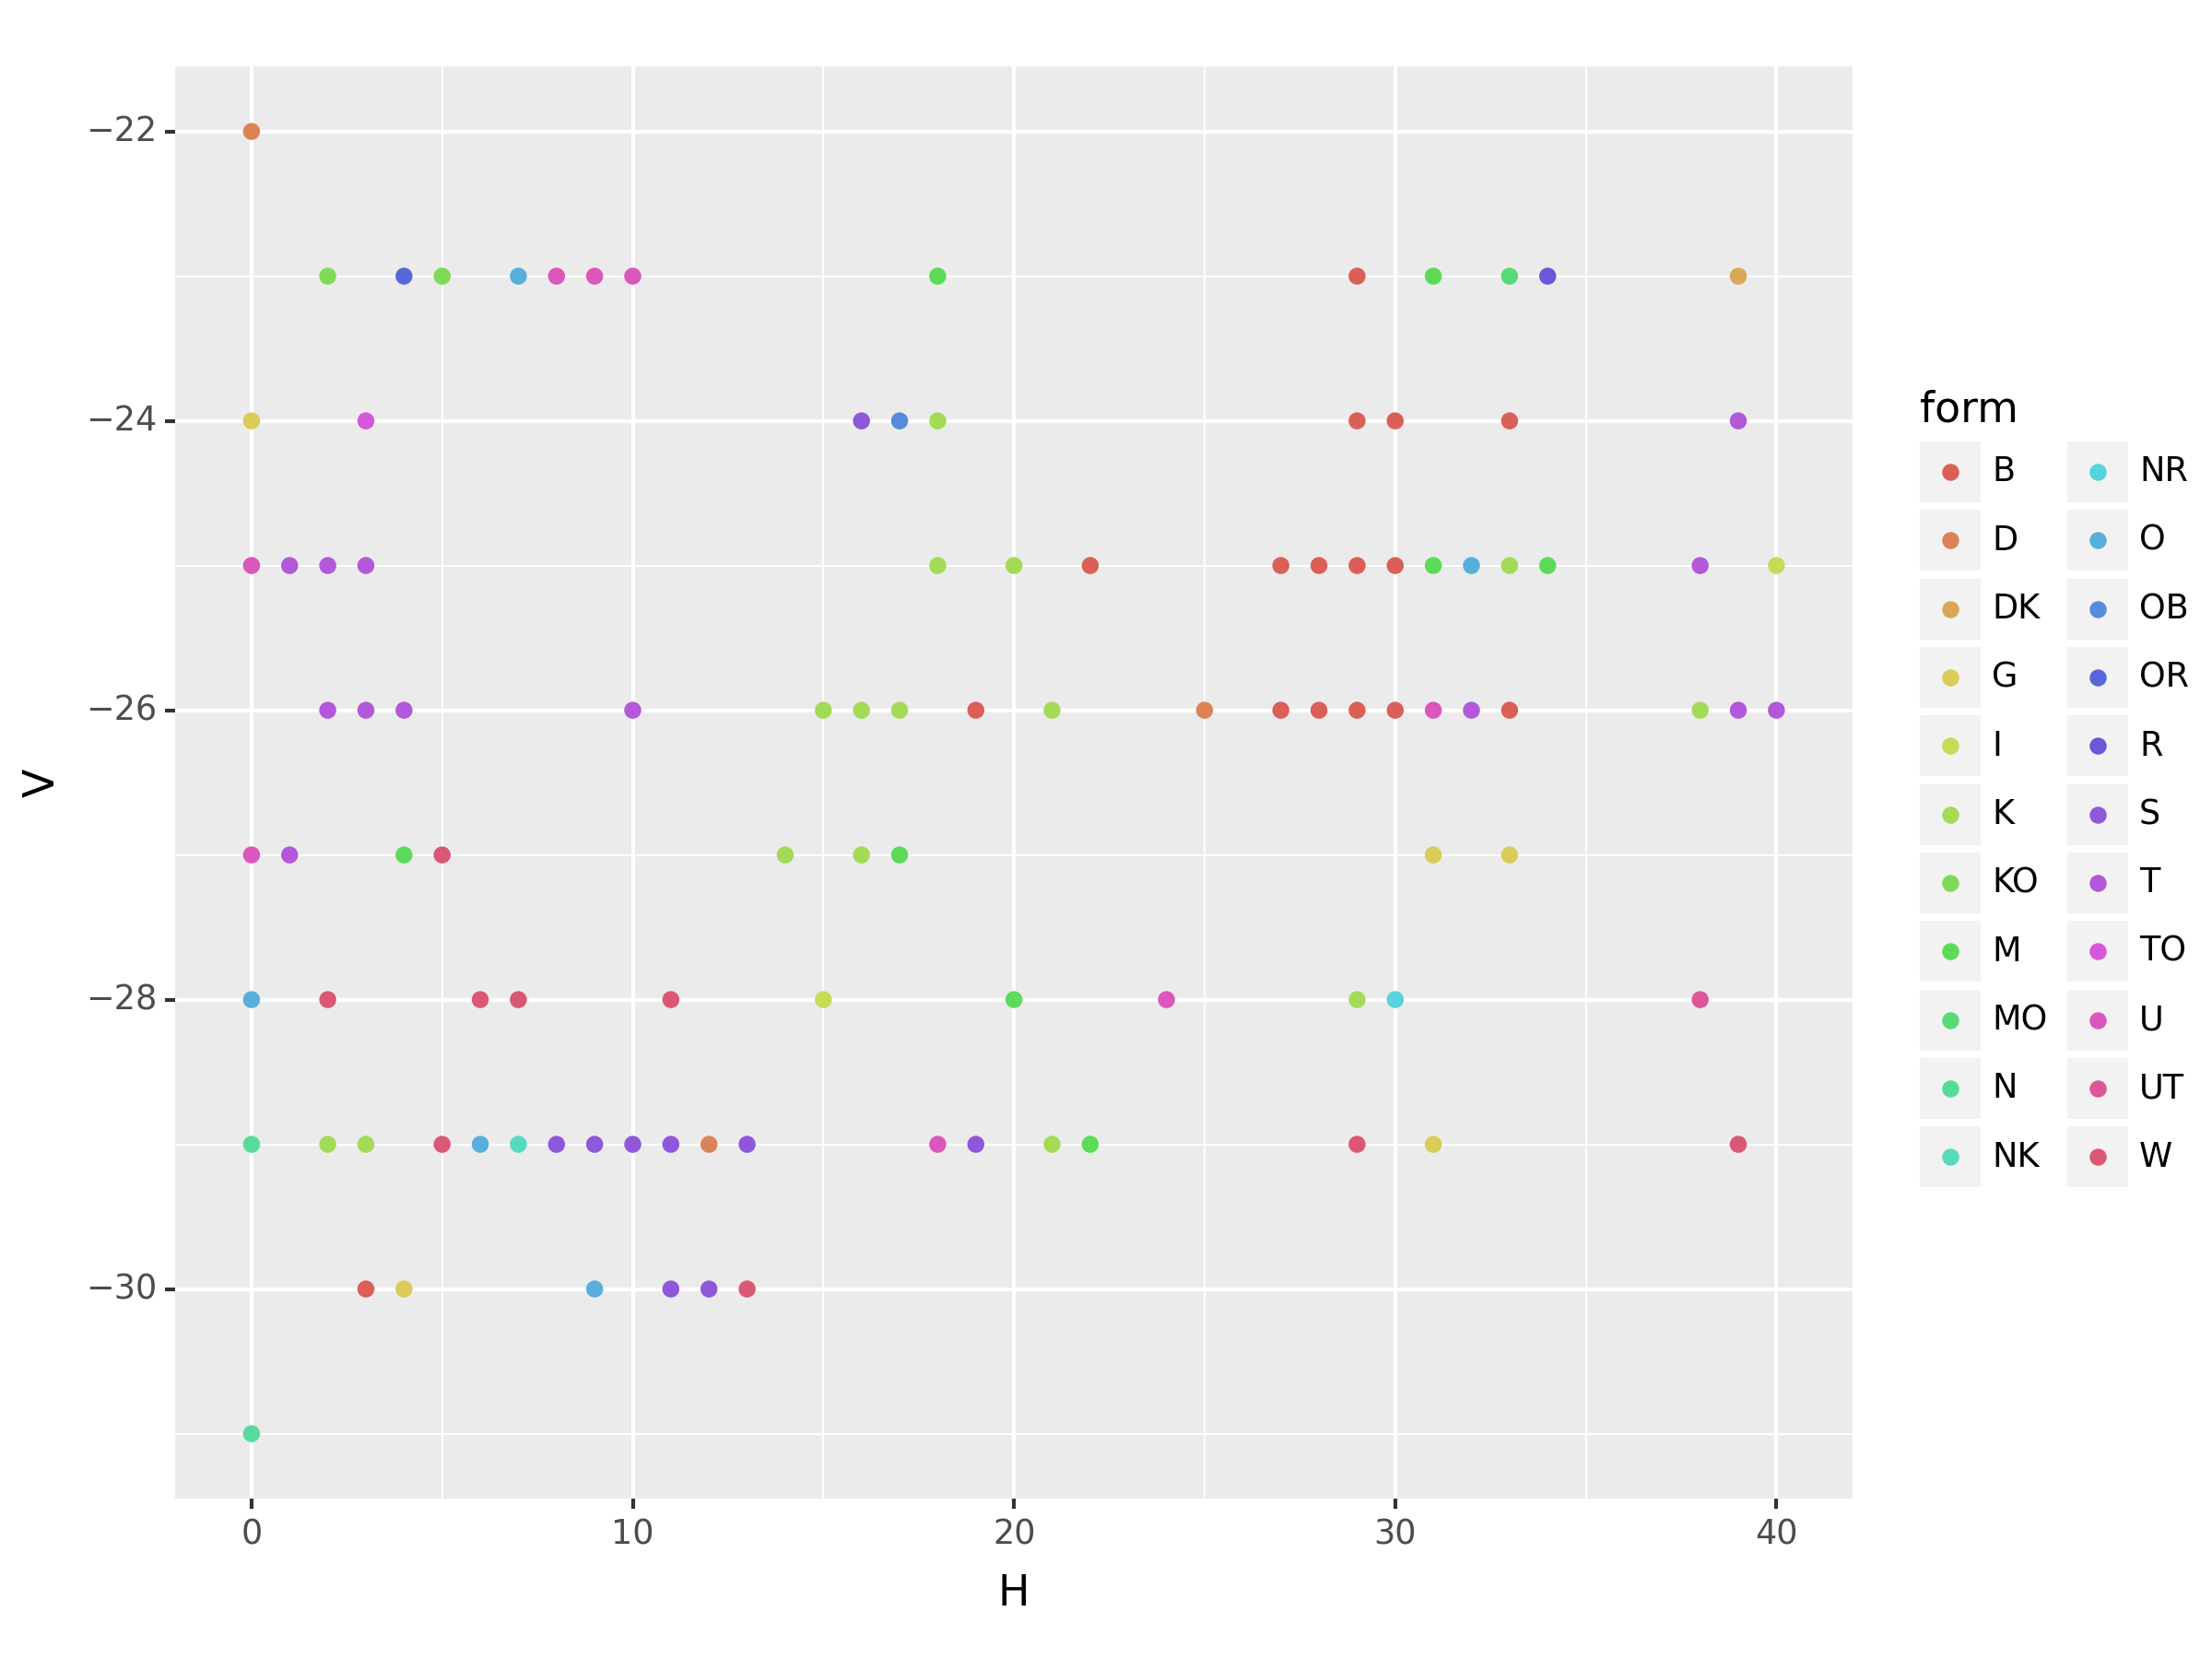 −22
−24
−26
−28
−30
V
0 10 20 30 40
H
form
B NR
D O
DK OB
G OR
I R
K S
KO T
M TO
MO U
N UT
NK W